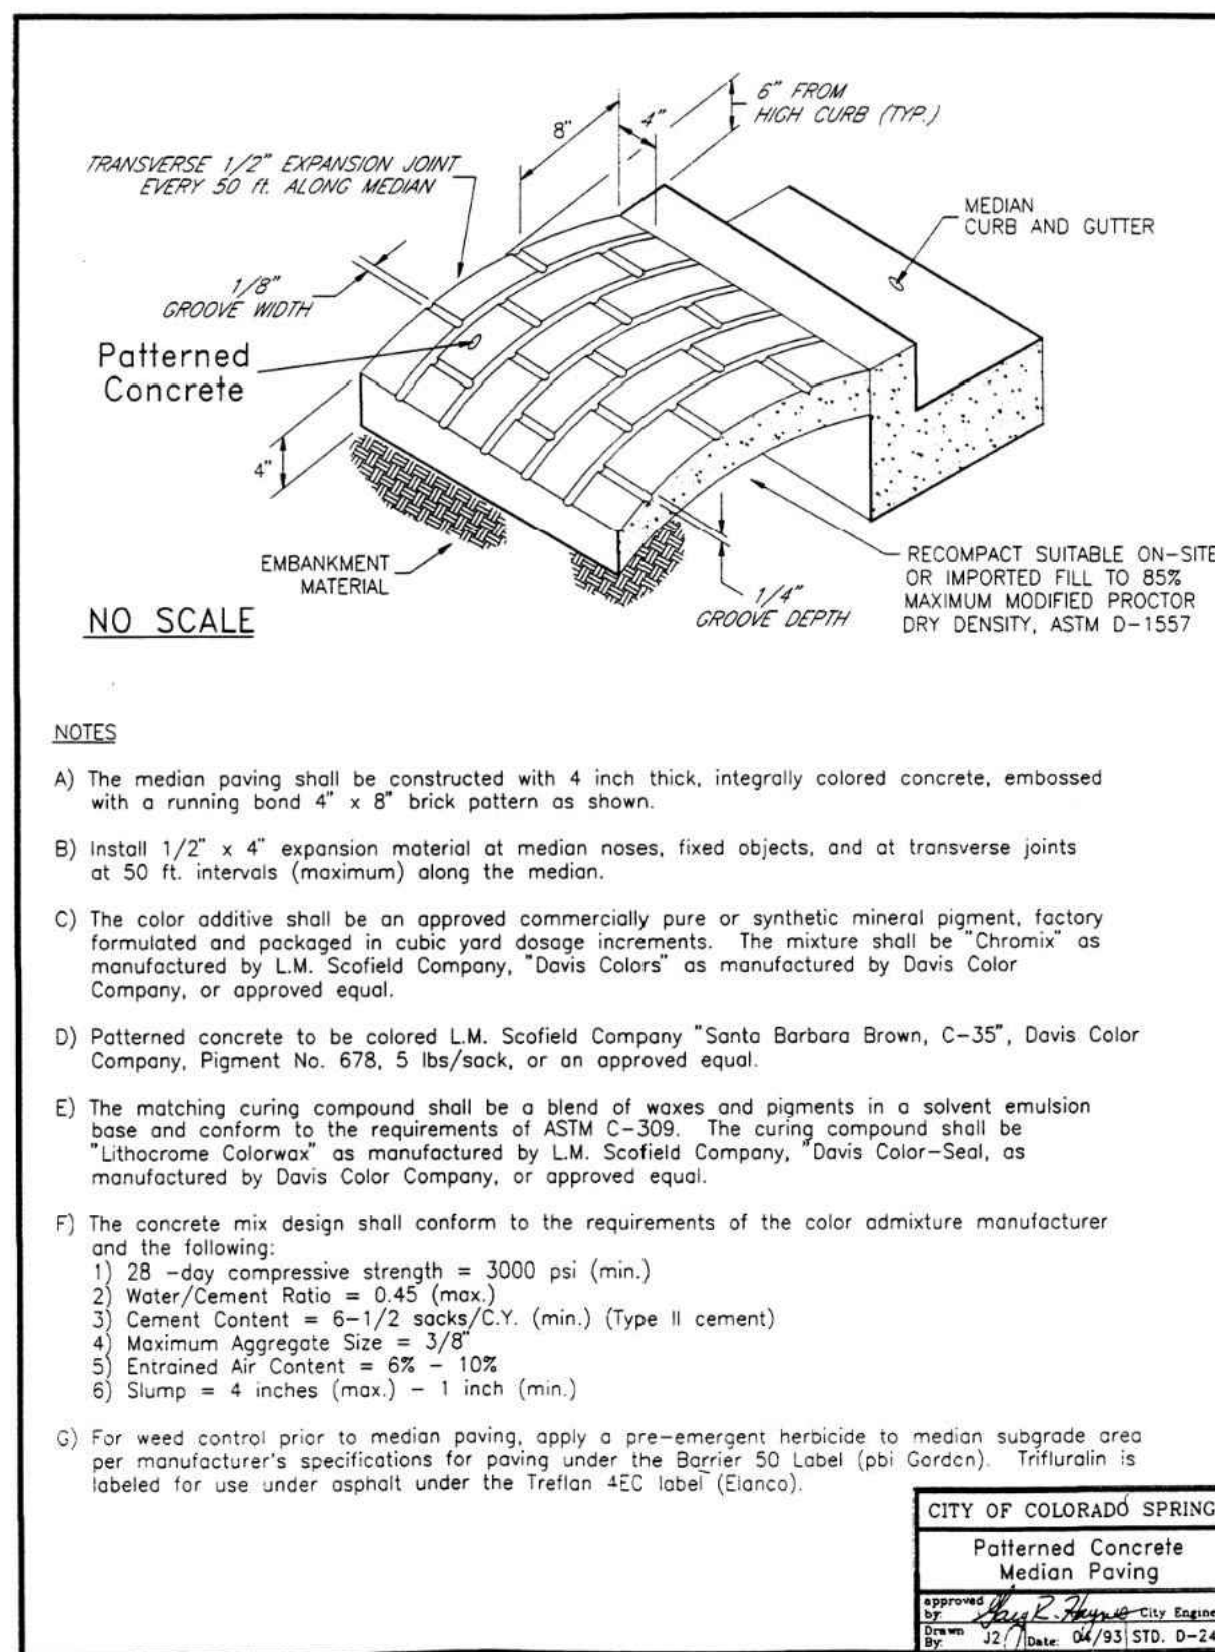 6" FROM
HIGH CURB (TYP.)
8"
4"
TRANSVERSE 1/2" EXPANSION JOINT
EVERY 50 ft. ALONG MEDIAN
MEDIAN
CURB AND GUTTER
1/8"
GROOVE WIDTH
Patterned
Concrete
4"
EMBANKMENT
MATERIAL
RECOMPACT SUITABLE ON-SITE
OR IMPORTED FILL TO 85%
MAXIMUM MODIFIED PROCTOR
DRY DENSITY, ASTM D-1557
1/4"
GROOVE DEPTH
NO SCALE
NOTES
A) The median paving shall be constructed with 4 inch thick, integrally colored concrete, embossed
with a running bond 4" x 8" brick pattern as shown.
B) Install 1/2" x 4" expansion material at median noses, fixed objects, and at transverse joints
at 50 ft. intervals (maximum) along the median.
C) The color additive shall be an approved commercially pure or synthetic mineral pigment, factory
formulated and packaged in cubic yard dosage increments. The mixture shall be "Chromix" as
manufactured by L.M. Scofield Company, "Davis Colors" as manufactured by Davis Color
Company, or approved equal.
D) Patterned concrete to be colored L.M. Scofield Company "Santa Barbara Brown, C-35", Davis Color
Company, Pigment No. 678, 5 lbs/sack, or an approved equal.
E) The matching curing compound shall be a blend of waxes and pigments in a solvent emulsion
base and conform to the requirements of ASTM C-309. The curing compound shall be
"Lithocrome Colorwax" as manufactured by L.M. Scofield Company, "Davis Color-Seal, as
manufactured by Davis Color Company, or approved equal.
F) The concrete mix design shall conform to the requirements of the color admixture manufacturer
and the following:
1) 28 -day compressive strength = 3000 psi (min.)
2) Water/Cement Ratio = 0.45 (max.)
3) Cement Content = 6-1/2 sacks/C.Y. (min.) (Type II cement)
4) Maximum Aggregate Size = 3/8"
5) Entrained Air Content = 6% - 10%
6) Slump = 4 inches (max.) - 1 inch (min.)
G) For weed control prior to median paving, apply a pre-emergent herbicide to median subgrade area
per manufacturer's specifications for paving under the Barrier 50 Label (pbi Gordon). Trifluralin is
labeled for use under asphalt under the Treflan 4EC label (Elanco).
CITY OF COLORADO SPRING
Patterned Concrete
Median Paving
approved
by: City Engine
Drawn
By: J2 Date: /93 STD. D-24